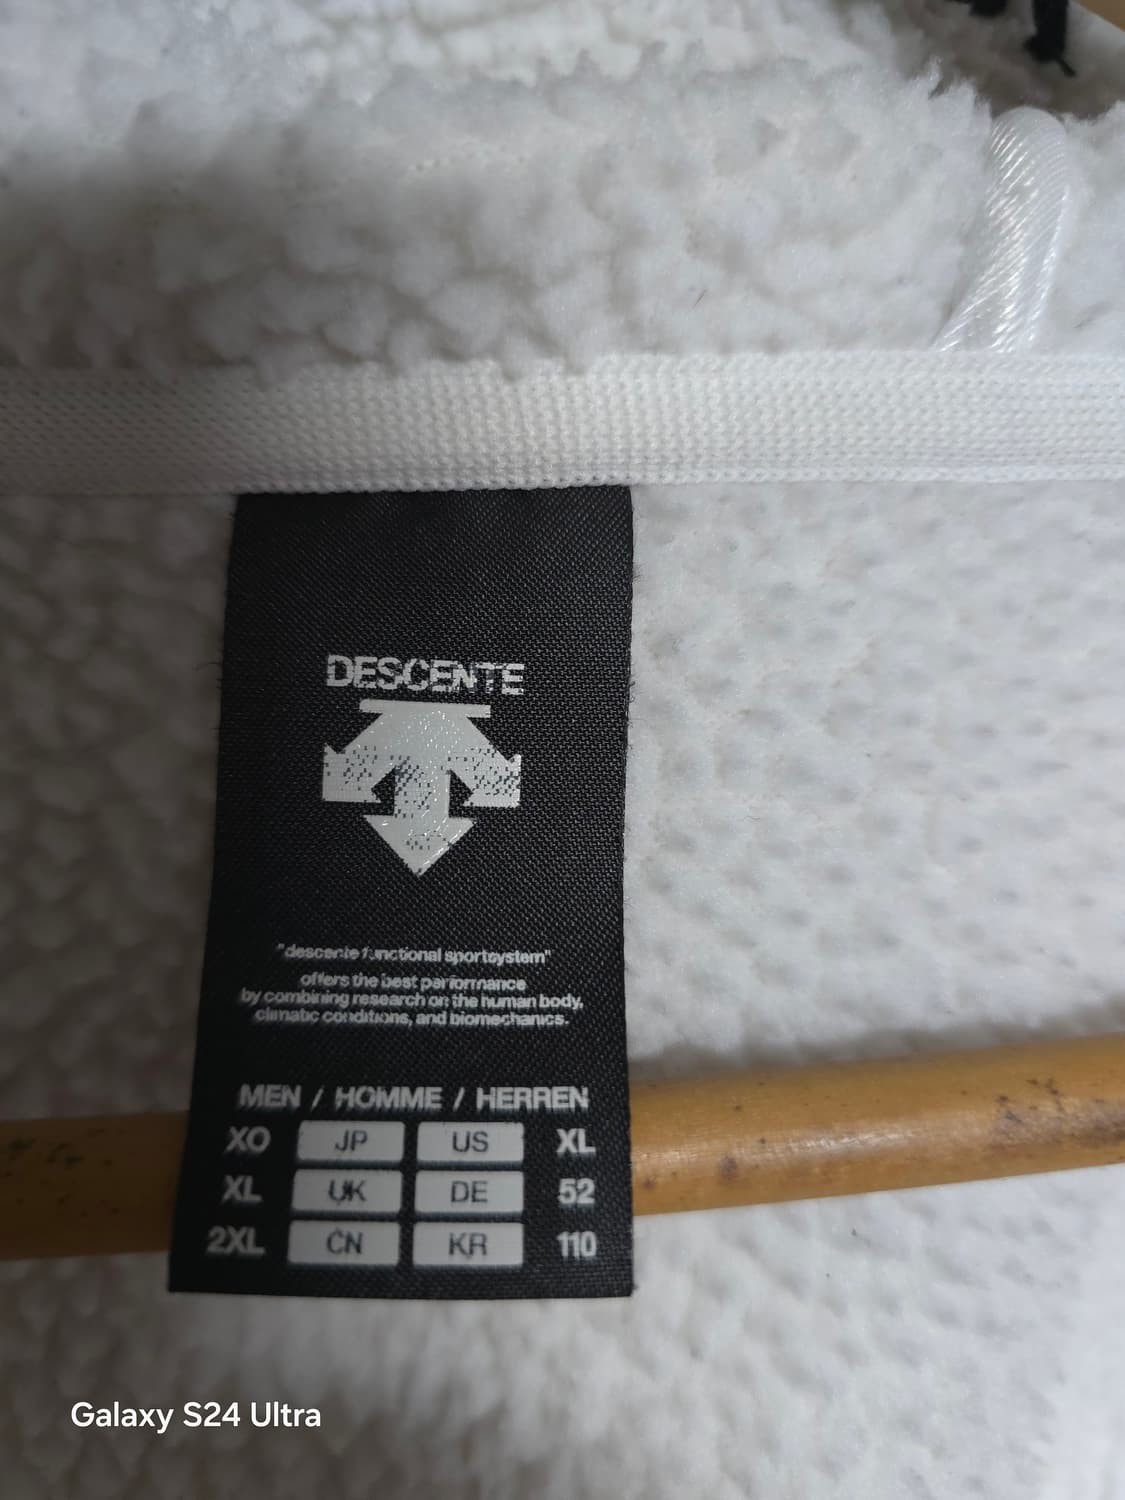 DESCENTE
"descente functional sportsystem"
offers the best performance
by combining research on the human body,
climatic conditions, and biomechanics.
MEN / HOMME / HERREN
XO JP US XL
XL UK DE 52
2XL CN KR 110
Galaxy S24 Ultra